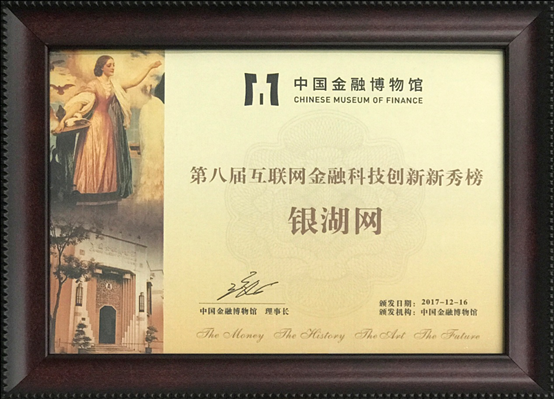 中国金融博物馆
CHINESE MUSEUM OF FINANCE
第八届互联网金融科技创新新秀榜
银湖网
中国金融博物馆 理事长
颁发日期： 2017-12-16
颁发机构： 中国金融博物馆
The Money The History The Art The Future